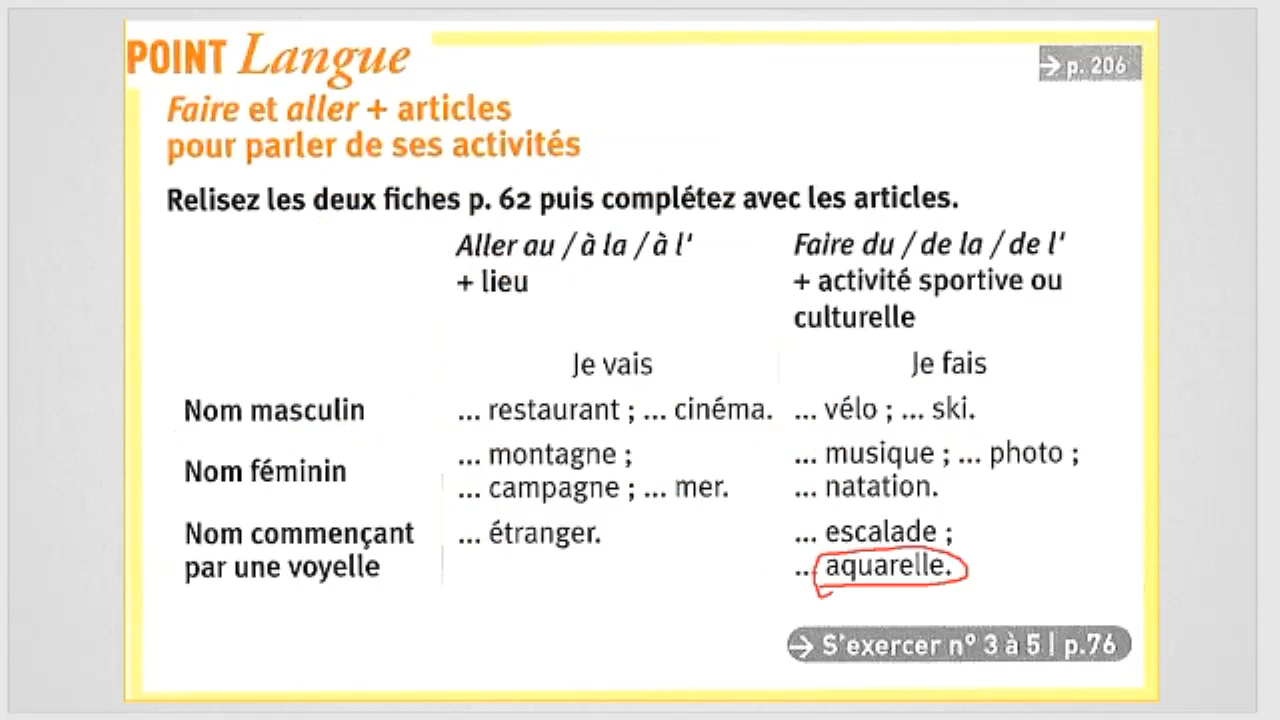 POINT Langue
→ p. 206
Faire et aller + articles
pour parler de ses activités
Relisez les deux fiches p. 62 puis complétez avec les articles.
Aller au / à la / à l' Faire du / de la / de l'
+ lieu + activité sportive ou
culturelle
Je vais Je fais
Nom masculin ... restaurant ; ... cinéma. ... vélo ; ... ski.
Nom féminin ... montagne ; ... musique ; ... photo ;
... campagne ; ... mer. ... natation.
Nom commençant ... étranger. ... escalade ;
par une voyelle ... aquarelle.
→ S'exercer n° 3 à 5 | p.76